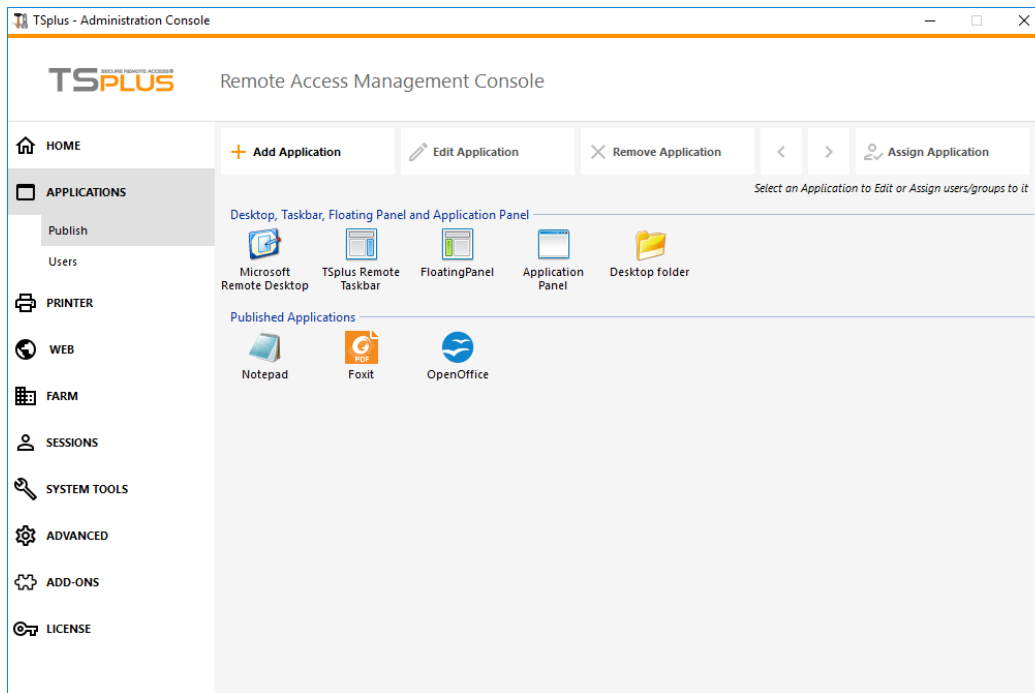 TSplus - Administration Console
SECURE REMOTE ACCESS®
TSPLUS
Remote Access Management Console
HOME
APPLICATIONS
Publish
Users
PRINTER
WEB
FARM
SESSIONS
SYSTEM TOOLS
ADVANCED
ADD-ONS
LICENSE
Add Application
Edit Application
Remove Application
Assign Application
Select an Application to Edit or Assign users/groups to it
Desktop, Taskbar, Floating Panel and Application Panel
Microsoft
Remote Desktop
TSplus Remote
Taskbar
FloatingPanel
Application
Panel
Desktop folder
Published Applications
PDF
Notepad
Foxit
OpenOffice